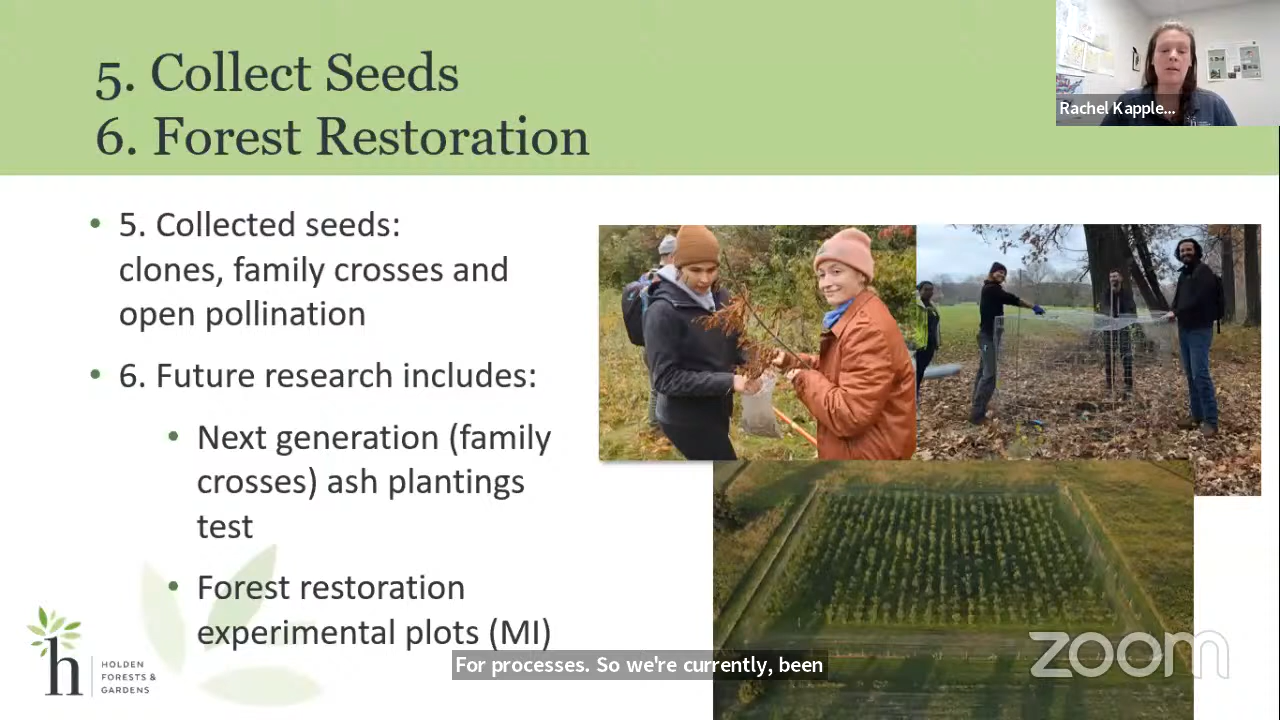 5. Collect Seeds
6. Forest Restoration
Rachel Kapple...
• 5. Collected seeds:
clones, family crosses and
open pollination
• 6. Future research includes:
• Next generation (family
crosses) ash plantings
test
• Forest restoration
experimental plots (MI)
h
HOLDEN
FORESTS &
GARDENS
For processes. So we're currently, been
zoom